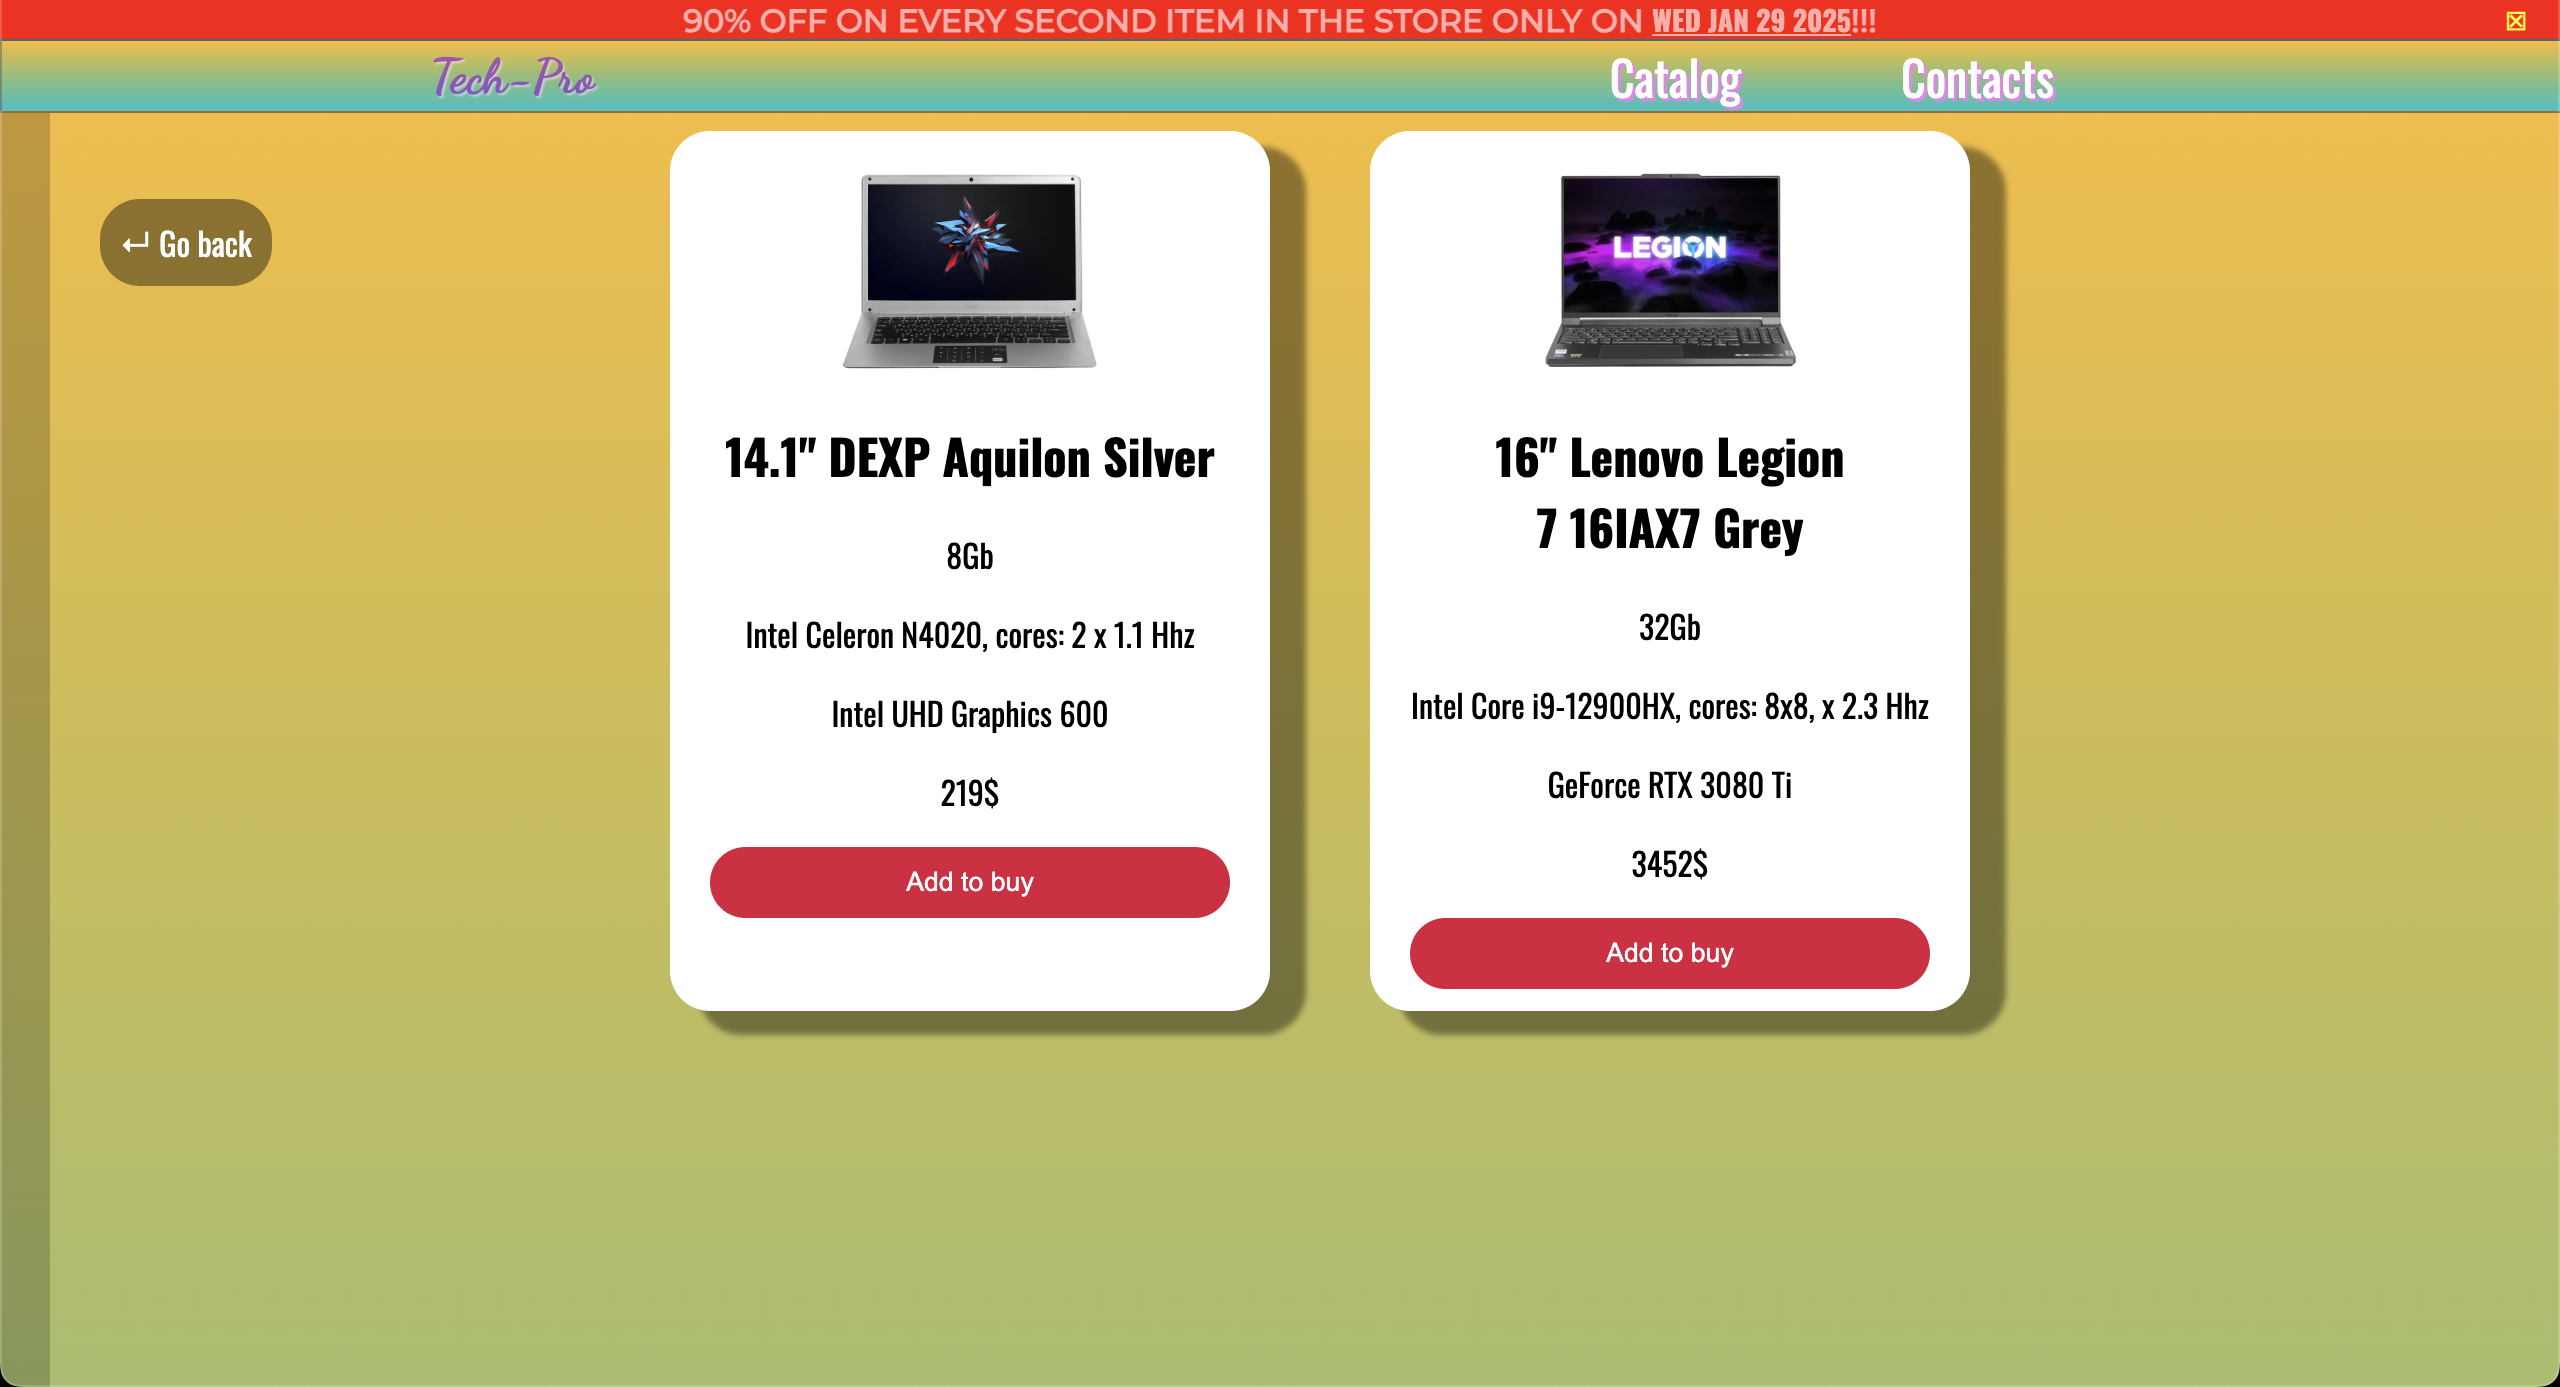 90% OFF ON EVERY SECOND ITEM IN THE STORE ONLY ON WED JAN 29 2025!!!
Tech-Pro
Catalog
Contacts
Go back
LEGION
14.1" DEXP Aquilon Silver
8Gb
Intel Celeron N4020, cores: 2 x 1.1 Hhz
Intel UHD Graphics 600
219$
Add to buy
16" Lenovo Legion
7 16IAX7 Grey
32Gb
Intel Core i9-12900HX, cores: 8x8, x 2.3 Hhz
GeForce RTX 3080 Ti
3452$
Add to buy